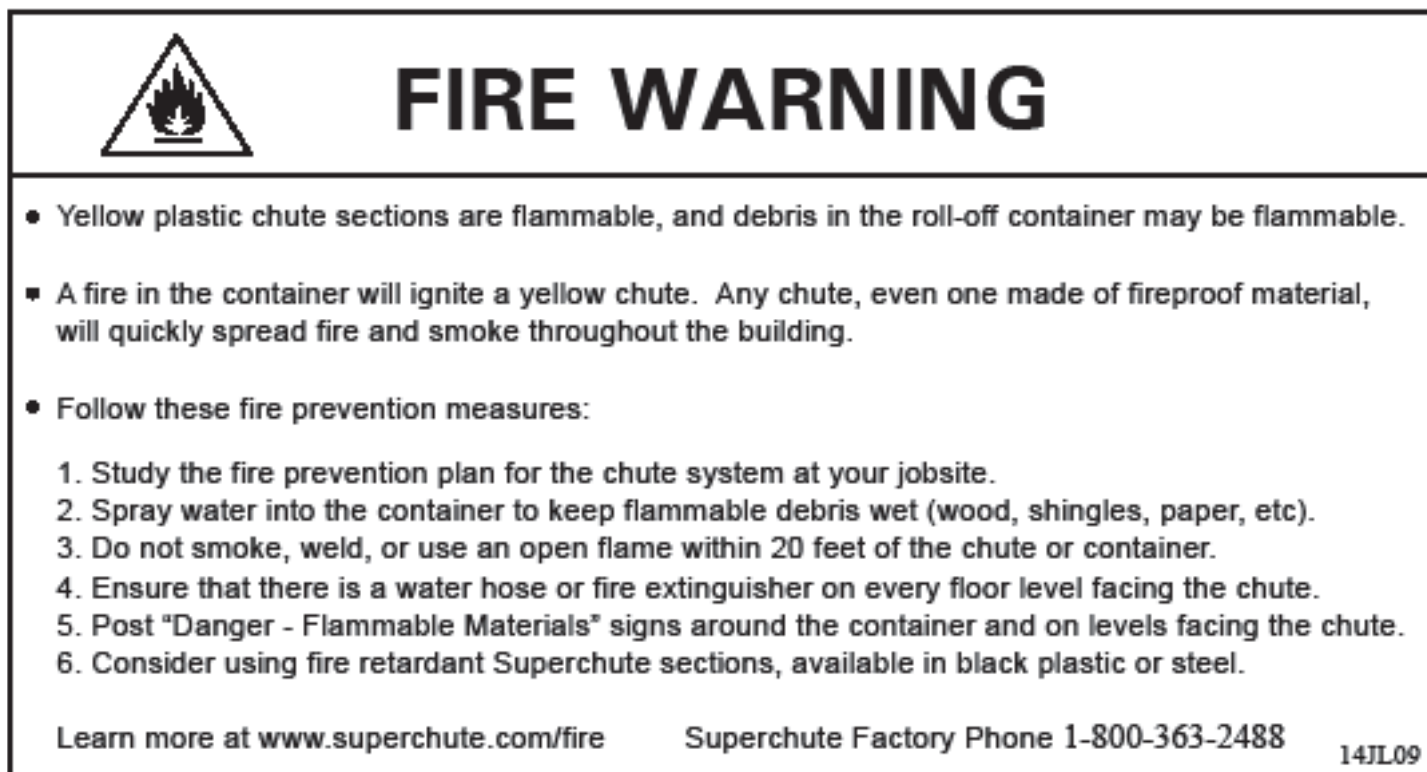 FIRE WARNING
• Yellow plastic chute sections are flammable, and debris in the roll-off container may be flammable.
▪ A fire in the container will ignite a yellow chute.  Any chute, even one made of fireproof material,
will quickly spread fire and smoke throughout the building.
• Follow these fire prevention measures:
1. Study the fire prevention plan for the chute system at your jobsite.
2. Spray water into the container to keep flammable debris wet (wood, shingles, paper, etc).
3. Do not smoke, weld, or use an open flame within 20 feet of the chute or container.
4. Ensure that there is a water hose or fire extinguisher on every floor level facing the chute.
5. Post “Danger - Flammable Materials” signs around the container and on levels facing the chute.
6. Consider using fire retardant Superchute sections, available in black plastic or steel.
Learn more at www.superchute.com/fire Superchute Factory Phone 1-800-363-2488 14JL09